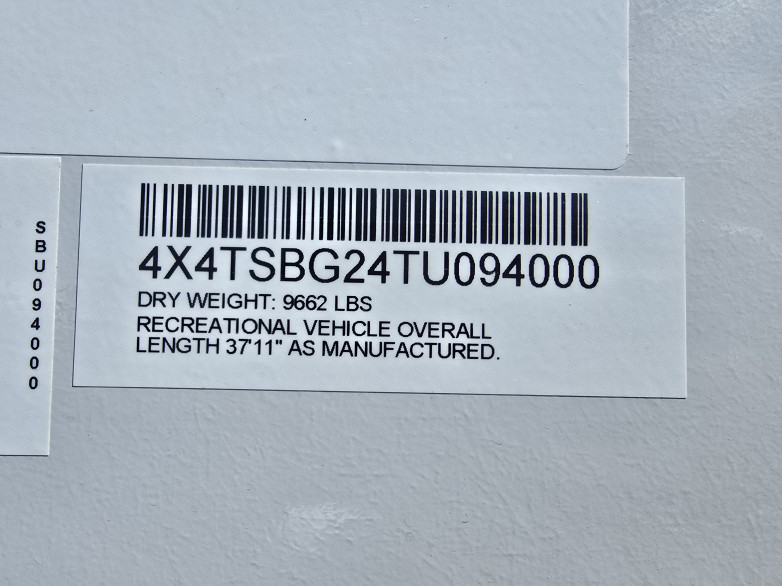 SBU094000
4X4TSBG24TU094000
DRY WEIGHT: 9662 LBS
RECREATIONAL VEHICLE OVERALL
LENGTH 37'11" AS MANUFACTURED.